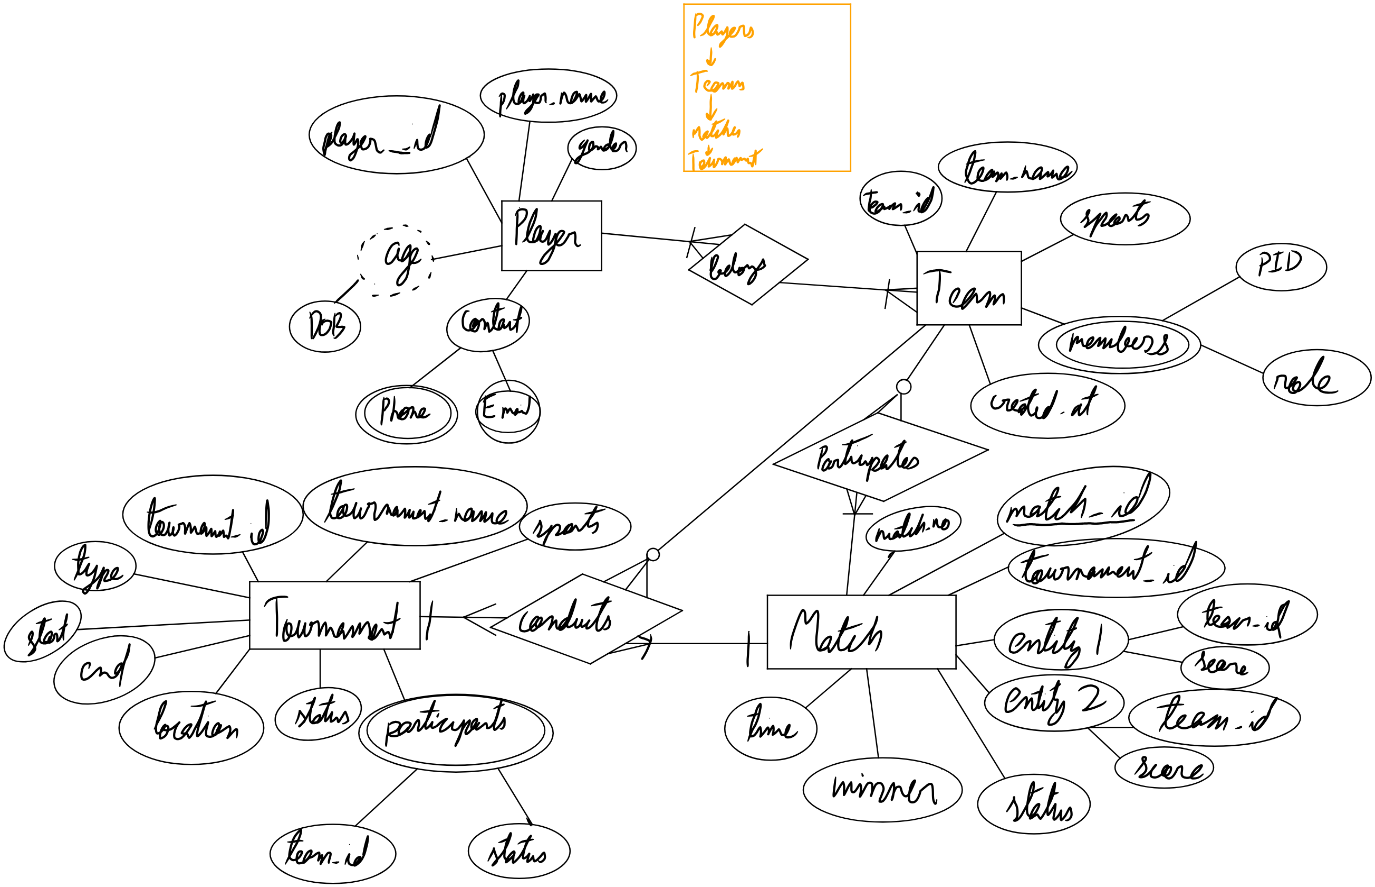 Players
Teams
matches
Tournament
player_name
player_id
gender
Player
age
DOB
Contact
Phone
Email
belongs
team_id
team_name
sports
Team
PID
members
role
created_at
Participates
tournament_id
tournament_name
sports
type
start
end
location
status
participants
team_id
status
Tournament
conducts
match_no
match_id
tournament_id
Match
entity 1
team_id
score
entity 2
team_id
score
time
winner
status